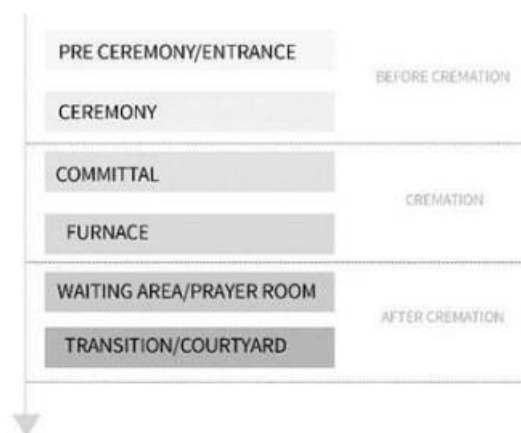 PRE CEREMONY/ENTRANCE
BEFORE CREMATION
CEREMONY
COMMITTAL
CREMATION
FURNACE
WAITING AREA/PRAYER ROOM
AFTER CREMATION
TRANSITION/COURTYARD